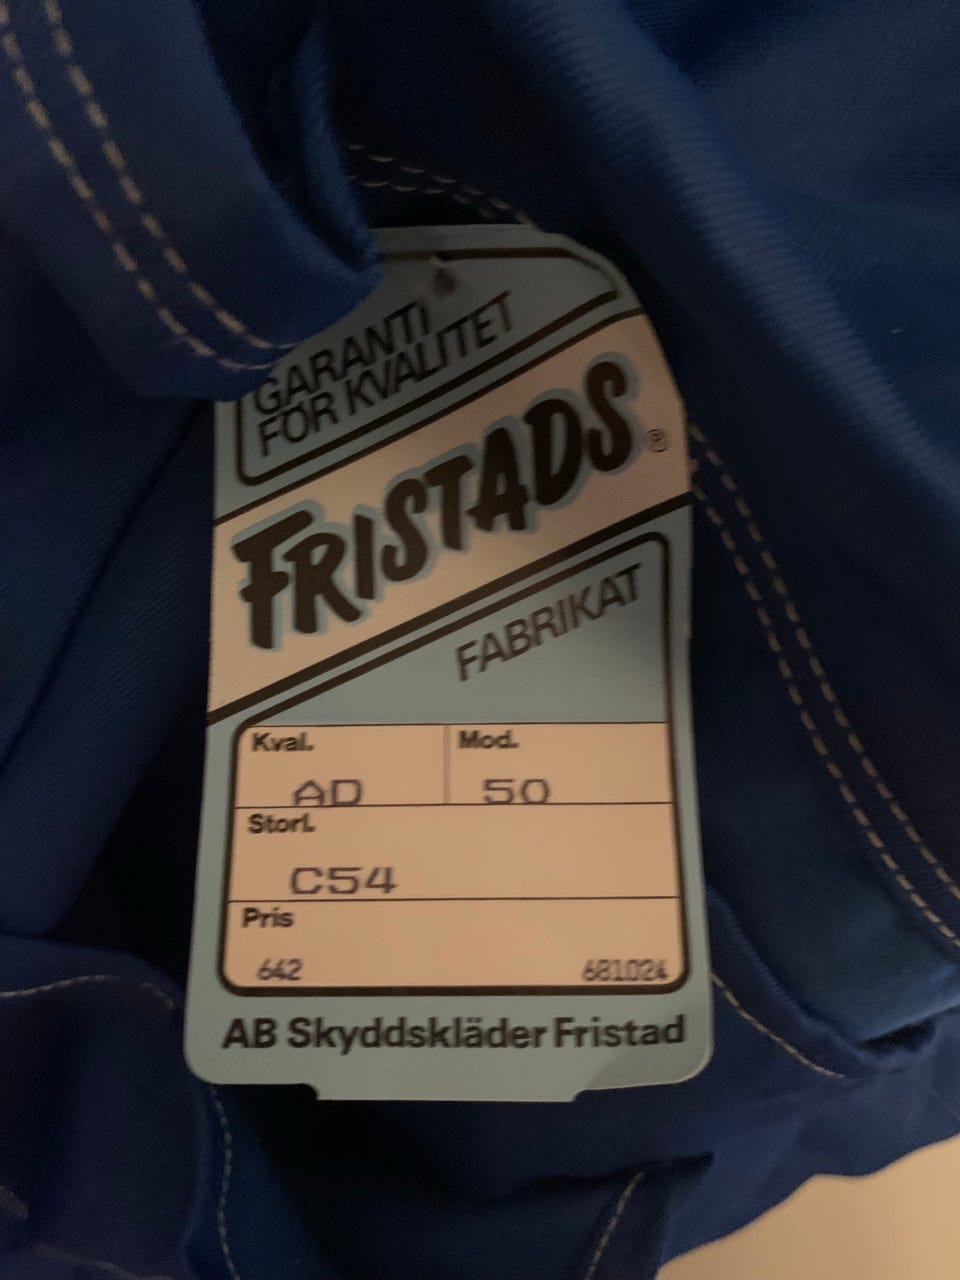 GARANTI
FÖR KVALITET
FRISTADS®
FABRIKAT
Kval. Mod.
AD 50
Storl.
C54
Pris
642 681024
AB Skyddskläder Fristad